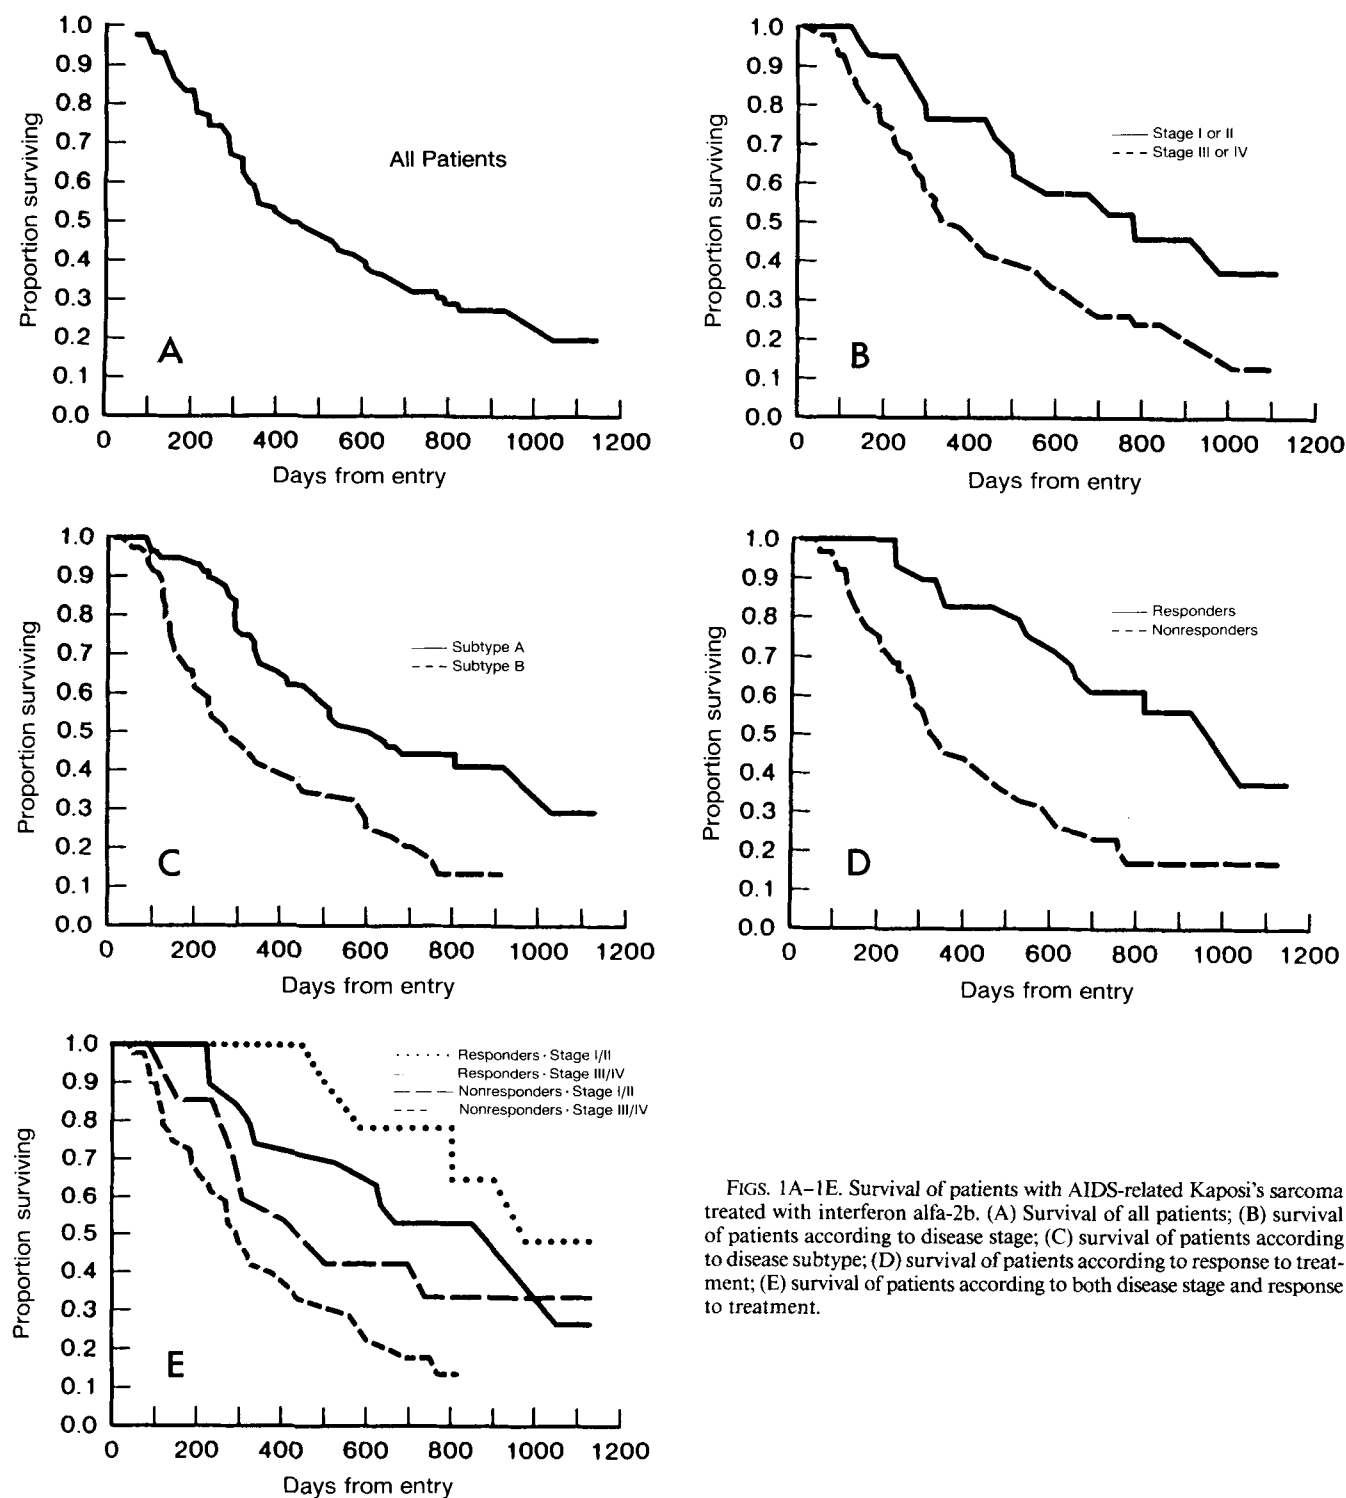 1.0
0.9
0.8
0.7
0.6
0.5
0.4
0.3
0.2
0.1
0.0
Proportion surviving
All Patients
A
0 200 400 600 800 1000 1200
Days from entry
1.0
0.9
0.8
0.7
0.6
0.5
0.4
0.3
0.2
0.1
0.0
Proportion surviving
Stage I or II
Stage III or IV
B
0 200 400 600 800 1000 1200
Days from entry
1.0
0.9
0.8
0.7
0.6
0.5
0.4
0.3
0.2
0.1
0.0
Proportion surviving
Subtype A
Subtype B
C
0 200 400 600 800 1000 1200
Days from entry
1.0
0.9
0.8
0.7
0.6
0.5
0.4
0.3
0.2
0.1
0.0
Proportion surviving
Responders
Nonresponders
D
0 200 400 600 800 1000 1200
Days from entry
1.0
0.9
0.8
0.7
0.6
0.5
0.4
0.3
0.2
0.1
0.0
Proportion surviving
Responders · Stage I/II
Responders · Stage III/IV
Nonresponders · Stage I/II
Nonresponders · Stage III/IV
E
0 200 400 600 800 1000 1200
Days from entry
FIGS. 1A–1E. Survival of patients with AIDS-related Kaposi's sarcoma
treated with interferon alfa-2b. (A) Survival of all patients; (B) survival
of patients according to disease stage; (C) survival of patients according
to disease subtype; (D) survival of patients according to response to treat-
ment; (E) survival of patients according to both disease stage and response
to treatment.